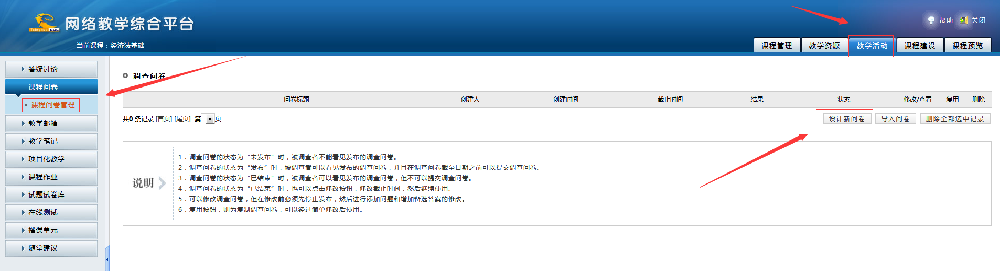 Tsinghua EOL
网络教学综合平台
帮助 关闭
当前课程：经济法基础
课程管理 教学资源 教学活动 课程建设 课程预览
答疑讨论
课程问卷
课程问卷管理
教学邮箱
教学笔记
项目化教学
课程作业
试题试卷库
在线测试
播课单元
随堂建议
调查问卷
问卷标题 创建人 创建时间 截止时间 结果 状态 修改/查看 复用 删除
共0 条记录 [首页] [尾页] 第 页
设计新问卷 导入问卷 删除全部选中记录
说明
1．调查问卷的状态为“未发布”时，被调查者不能看见发布的调查问卷。
2．调查问卷的状态为“发布”时，被调查者可以看见发布的调查问卷，并且在调查问卷截至日期之前可以提交调查问卷。
3．调查问卷的状态为“已结束”时，被调查者可以看见发布的调查问卷，但不可以提交调查问卷。
4．调查问卷的状态为“已结束”时，也可以点击修改按钮，修改截止时间，然后继续使用。
5．可以修改调查问卷，但在修改前必须先停止发布，然后进行添加问题和增加备选答案的修改。
6．复用按钮，则为复制调查问卷，可以经过简单修改后使用。